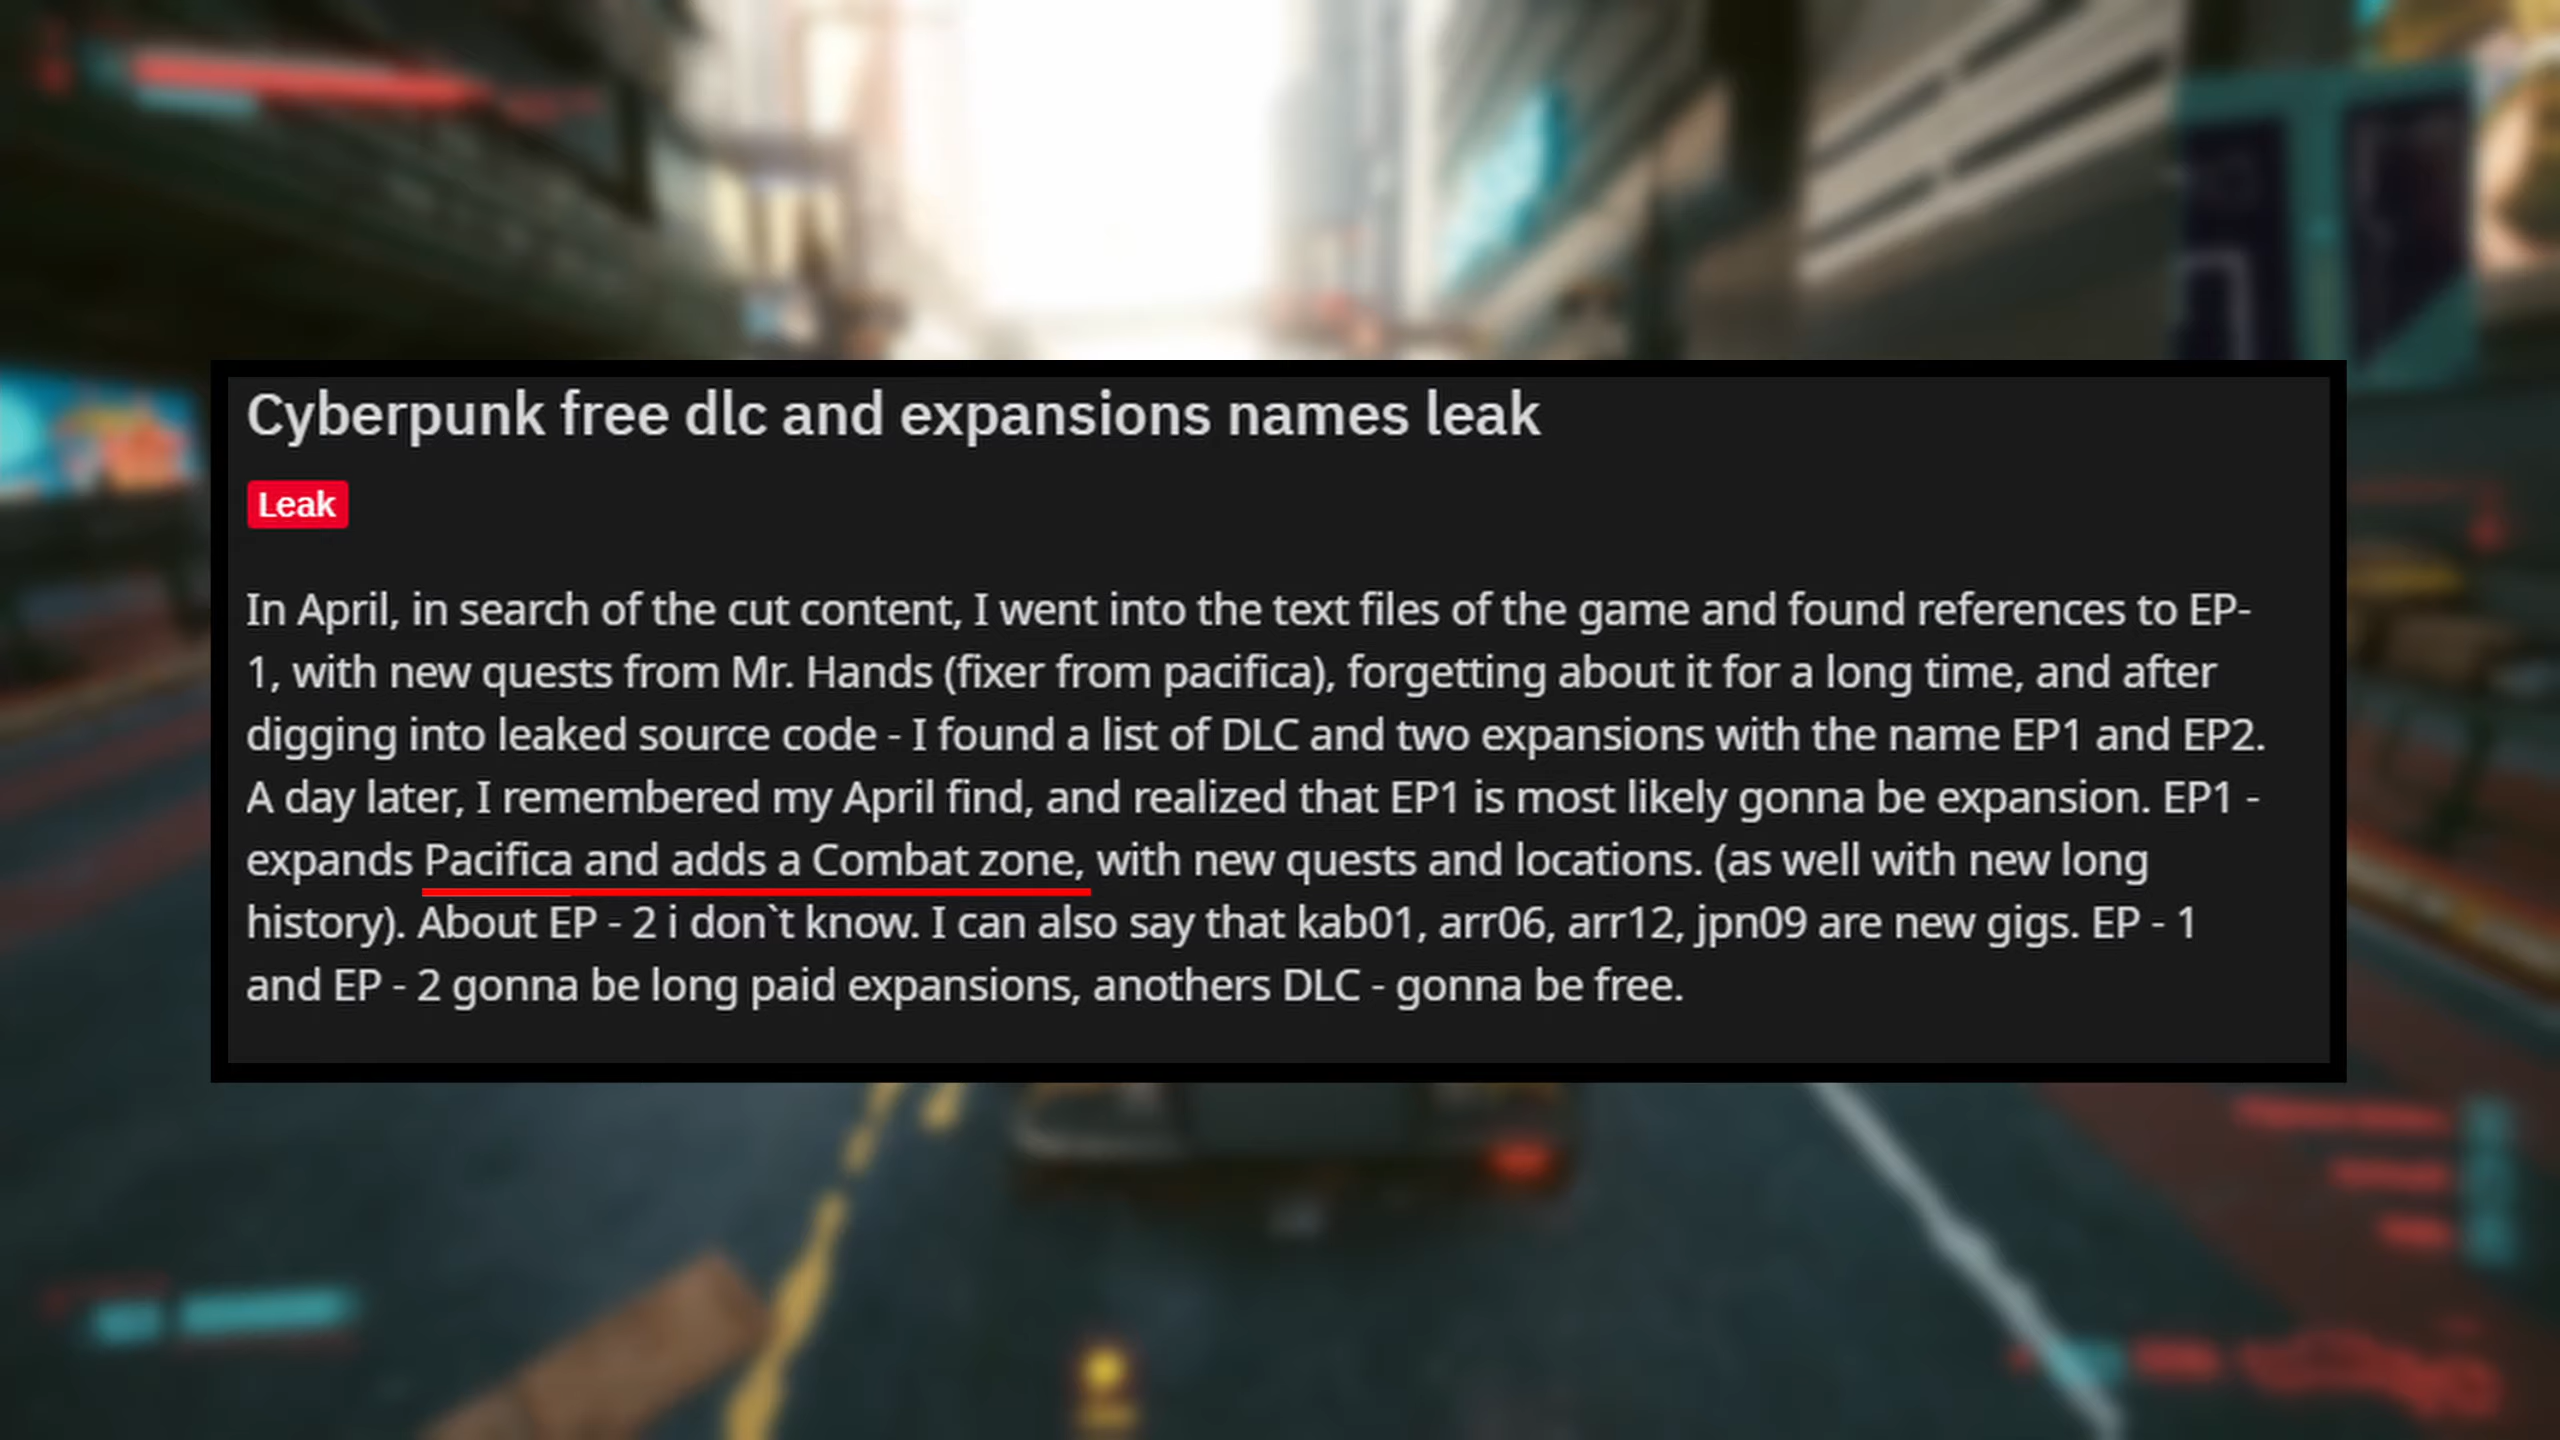 Cyberpunk free dlc and expansions names leak
Leak
In April, in search of the cut content, I went into the text files of the game and found references to EP-
1, with new quests from Mr. Hands (fixer from pacifica), forgetting about it for a long time, and after
digging into leaked source code - I found a list of DLC and two expansions with the name EP1 and EP2.
A day later, I remembered my April find, and realized that EP1 is most likely gonna be expansion. EP1 -
expands Pacifica and adds a Combat zone, with new quests and locations. (as well with new long
history). About EP - 2 i don`t know. I can also say that kab01, arr06, arr12, jpn09 are new gigs. EP - 1
and EP - 2 gonna be long paid expansions, anothers DLC - gonna be free.